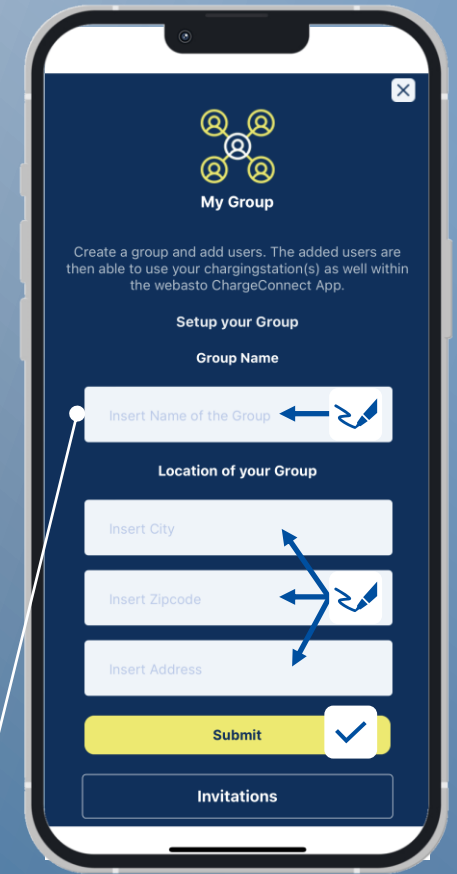 My Group
Create a group and add users. The added users are
then able to use your chargingstation(s) as well within
the webasto ChargeConnect App.
Setup your Group
Group Name
Insert Name of the Group
Location of your Group
Insert City
Insert Zipcode
Insert Address
Submit
Invitations